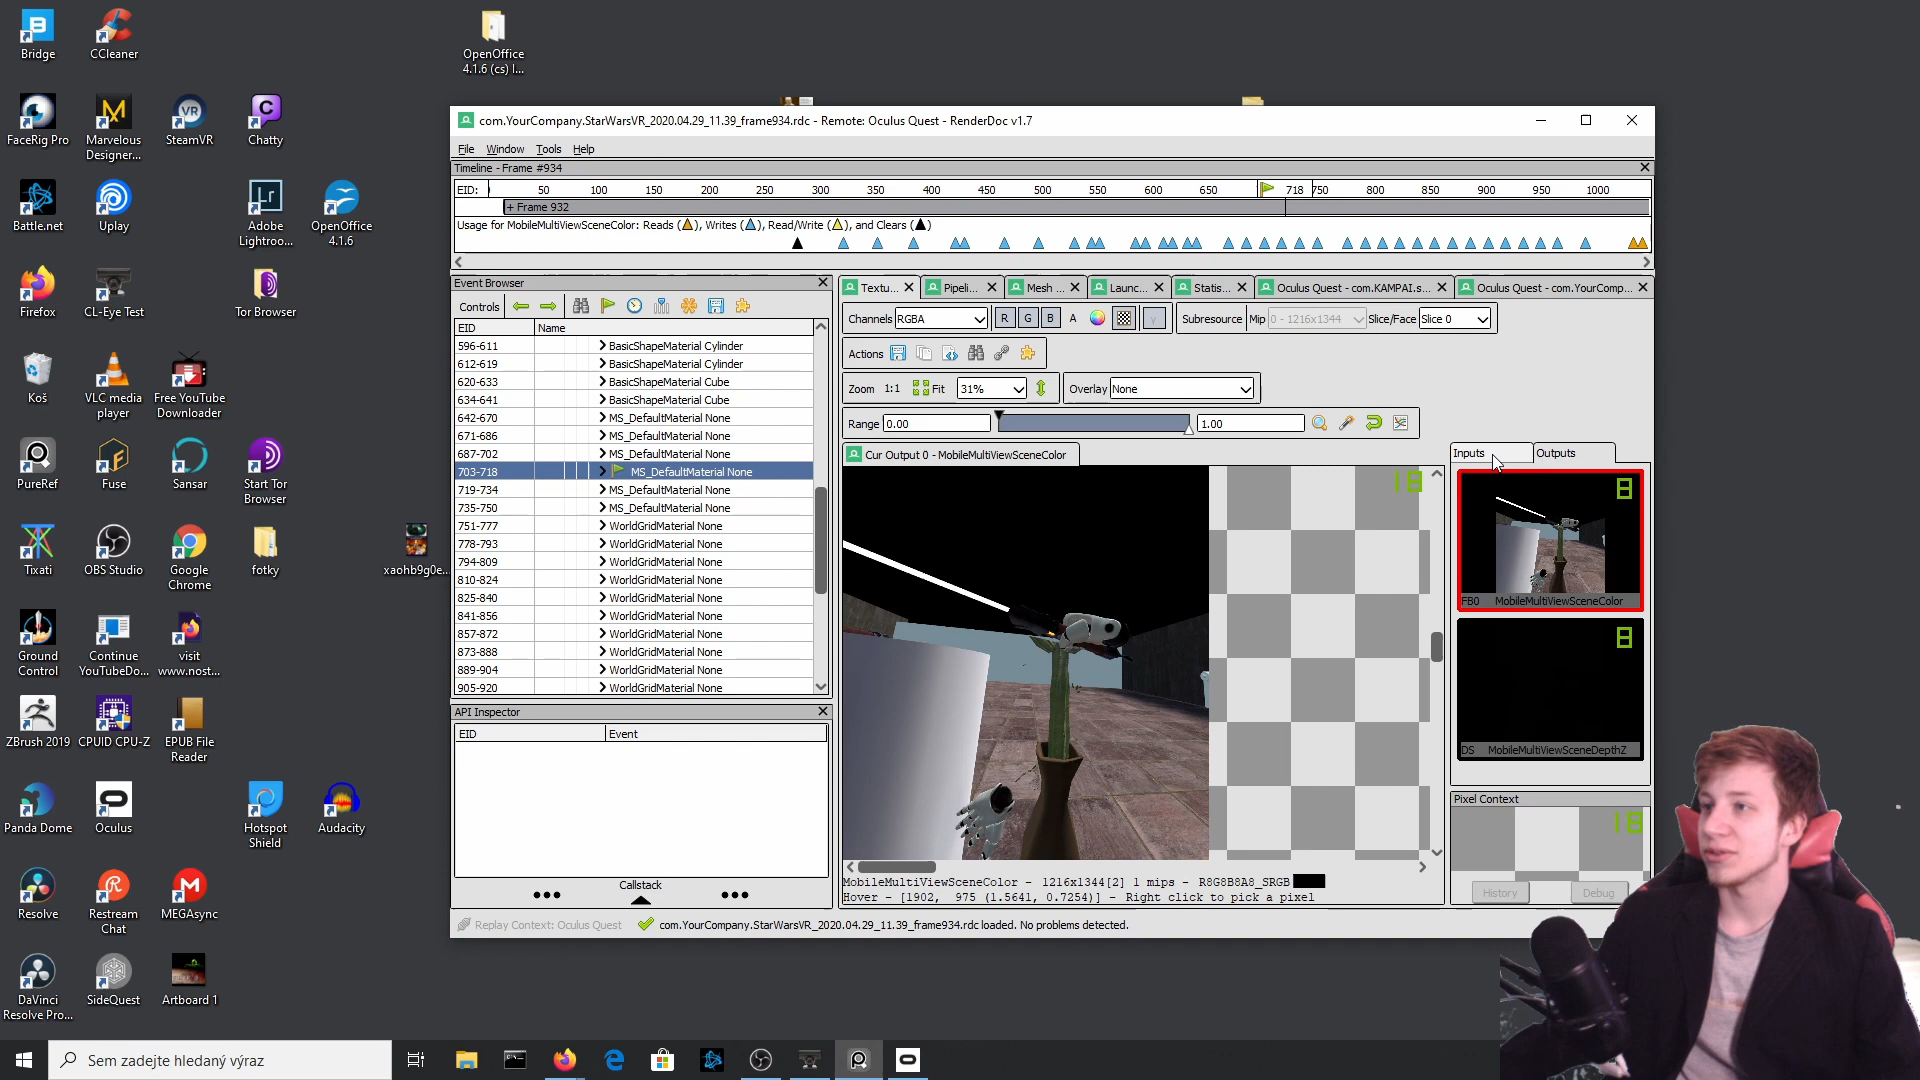 Bridge
CCleaner
OpenOffice
4.1.6 (cs) I...
FaceRig Pro
Marvelous
Designer...
SteamVR
Chatty
Battle.net
Uplay
Adobe
Lightroo...
OpenOffice
4.1.6
Firefox
CL-Eye Test
Tor Browser
Koš
VLC media
player
Free YouTube
Downloader
PureRef
Fuse
Sansar
Start Tor
Browser
Tixati
OBS Studio
Google
Chrome
fotky
xaohb9g0e...
Ground
Control
Continue
YouTubeDo...
visit
www.nost...
ZBrush 2019
CPUID CPU-Z
EPUB File
Reader
Panda Dome
Oculus
Hotspot
Shield
Audacity
Resolve
Restream
Chat
MEGAsync
DaVinci
Resolve Pro...
SideQuest
Artboard 1
com.YourCompany.StarWarsVR_2020.04.29_11.39_frame934.rdc - Remote: Oculus Quest - RenderDoc v1.7
File Window Tools Help
Timeline - Frame #934
EID: 50 100 150 200 250 300 350 400 450 500 550 600 650 718 750 800 850 900 950 1000
+ Frame 932
Usage for MobileMultiViewSceneColor: Reads ( ), Writes ( ), Read/Write ( ), and Clears ( )
Event Browser
Controls
EID Name
596-611 BasicShapeMaterial Cylinder
612-619 BasicShapeMaterial Cylinder
620-633 BasicShapeMaterial Cube
634-641 BasicShapeMaterial Cube
642-670 MS_DefaultMaterial None
671-686 MS_DefaultMaterial None
687-702 MS_DefaultMaterial None
703-718 MS_DefaultMaterial None
719-734 MS_DefaultMaterial None
735-750 MS_DefaultMaterial None
751-777 WorldGridMaterial None
778-793 WorldGridMaterial None
794-809 WorldGridMaterial None
810-824 WorldGridMaterial None
825-840 WorldGridMaterial None
841-856 WorldGridMaterial None
857-872 WorldGridMaterial None
873-888 WorldGridMaterial None
889-904 WorldGridMaterial None
905-920 WorldGridMaterial None
API Inspector
EID Event
Callstack
Textu... Pipeli... Mesh ... Launc... Statis... Oculus Quest - com.KAMPAI.s... Oculus Quest - com.YourComp...
Channels RGBA R G B A γ Subresource Mip 0 - 1216x1344 Slice/Face Slice 0
Actions
Zoom 1:1 Fit 31% Overlay None
Range 0.00 1.00
Cur Output 0 - MobileMultiViewSceneColor
18
Inputs Outputs
8
FB0 MobileMultiViewSceneColor
8
DS MobileMultiViewSceneDepthZ
Pixel Context
18
History Debug
MobileMultiViewSceneColor - 1216x1344[2] 1 mips - R8G8B8A8_SRGB
Hover - [1902, 975 (1.5641, 0.7254)] - Right click to pick a pixel
Replay Context: Oculus Quest com.YourCompany.StarWarsVR_2020.04.29_11.39_frame934.rdc loaded. No problems detected.
Sem zadejte hledaný výraz